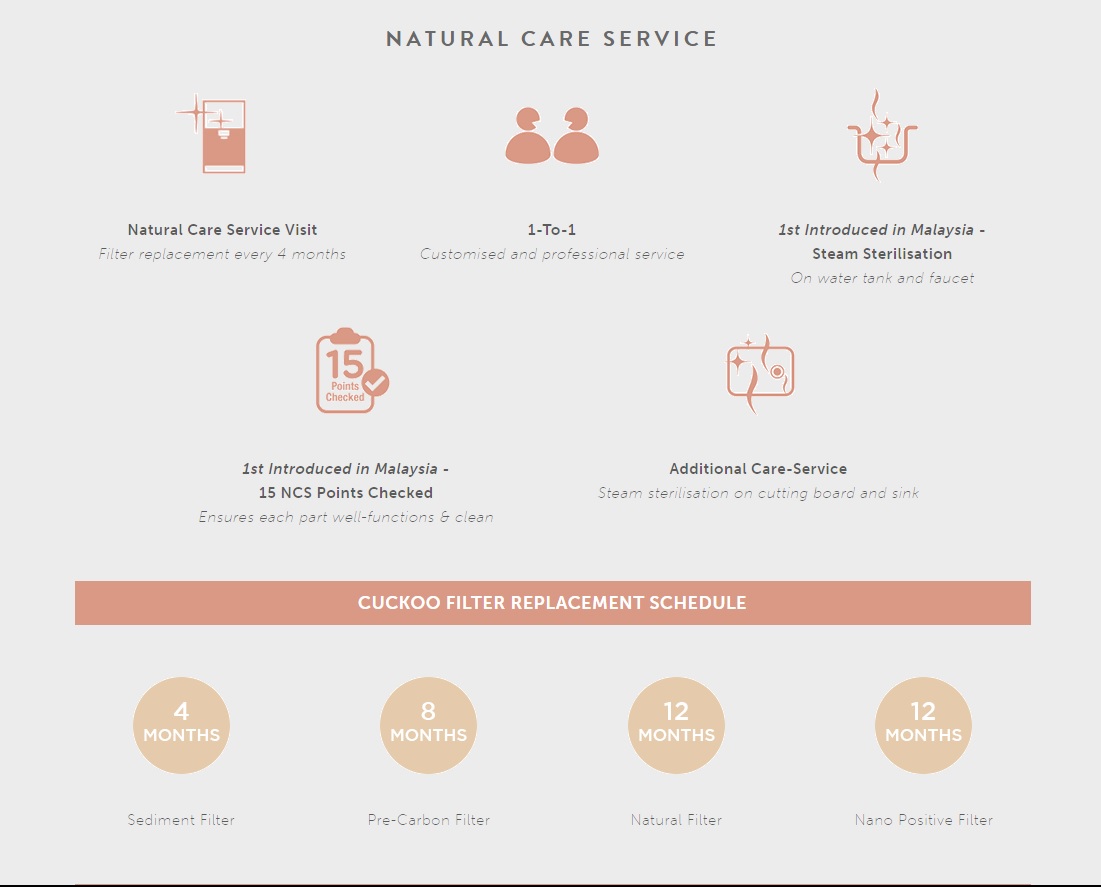 NATURAL CARE SERVICE
Natural Care Service Visit
Filter replacement every 4 months
1-To-1
Customised and professional service
1st Introduced in Malaysia -
Steam Sterilisation
On water tank and faucet
15
Points
Checked
1st Introduced in Malaysia -
15 NCS Points Checked
Ensures each part well-functions & clean
Additional Care-Service
Steam sterilisation on cutting board and sink
CUCKOO FILTER REPLACEMENT SCHEDULE
4
MONTHS
Sediment Filter
8
MONTHS
Pre-Carbon Filter
12
MONTHS
Natural Filter
12
MONTHS
Nano Positive Filter